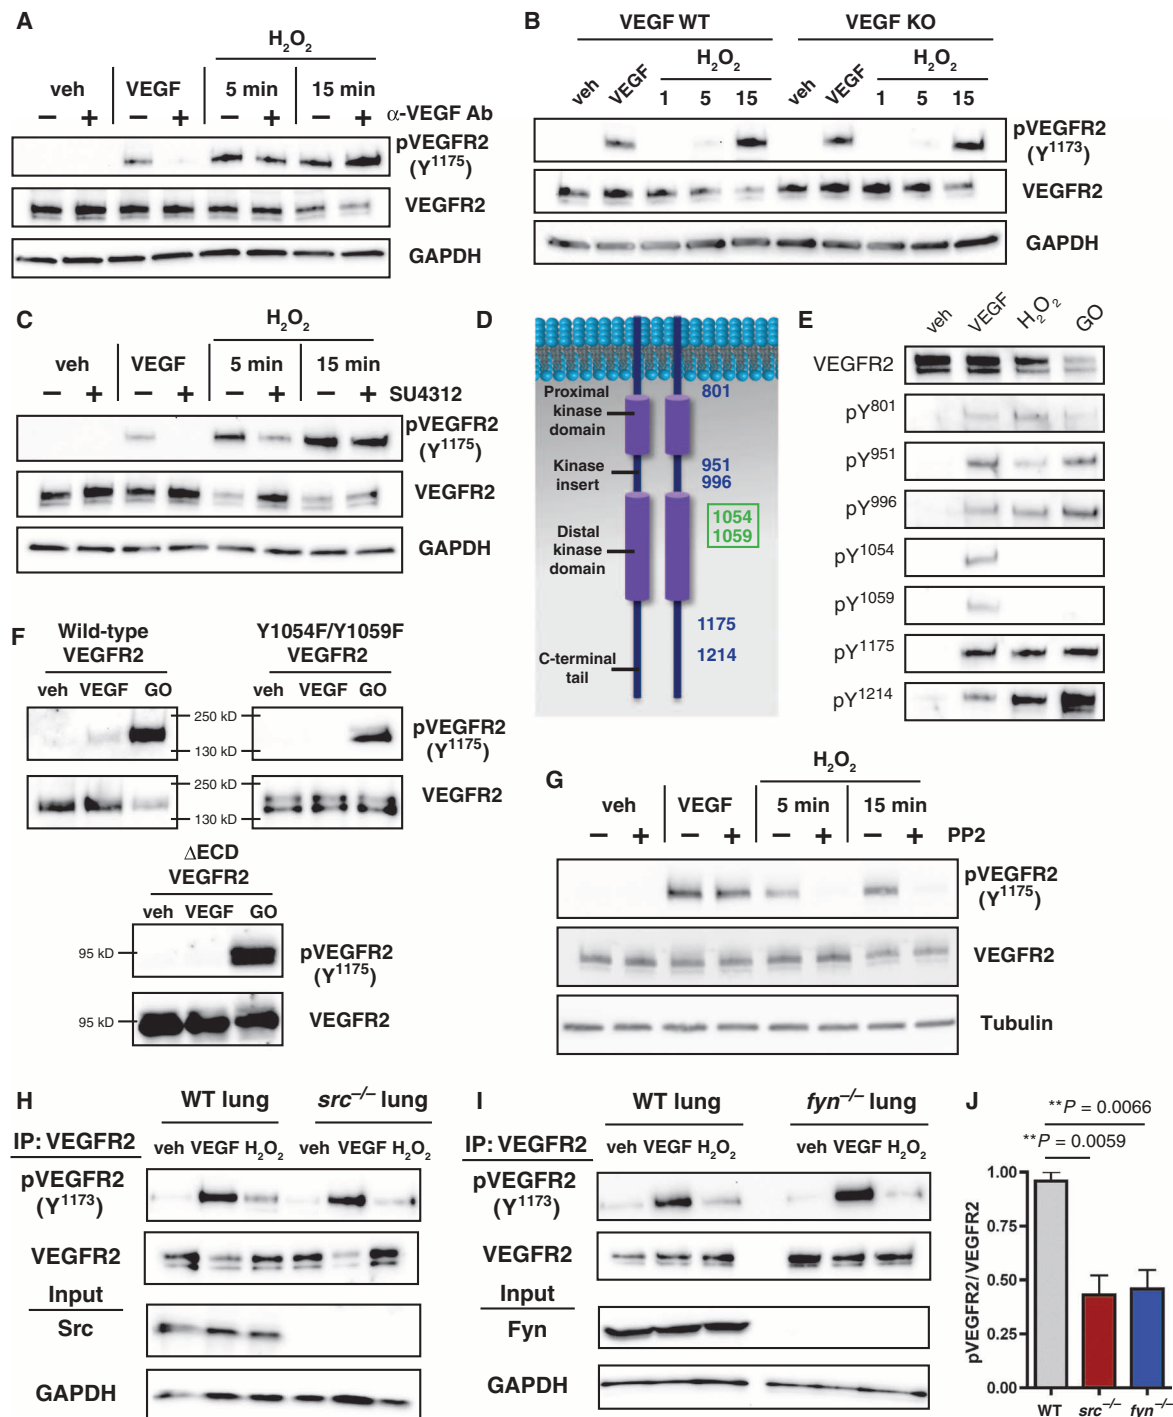 A
H₂O₂
veh VEGF 5 min 15 min
− + − + − + − + α-VEGF Ab
pVEGFR2
(Y¹¹⁷⁵)
VEGFR2
GAPDH
B
VEGF WT VEGF KO
H₂O₂ H₂O₂
veh VEGF 1 5 15 veh VEGF 1 5 15
pVEGFR2
(Y¹¹⁷³)
VEGFR2
GAPDH
C
H₂O₂
veh VEGF 5 min 15 min
− + − + − + − + SU4312
pVEGFR2
(Y¹¹⁷⁵)
VEGFR2
GAPDH
D
Proximal
kinase
domain
Kinase
insert
Distal
kinase
domain
C-terminal
tail
801
951
996
1054
1059
1175
1214
E
veh VEGF H₂O₂ GO
VEGFR2
pY⁸⁰¹
pY⁹⁵¹
pY⁹⁹⁶
pY¹⁰⁵⁴
pY¹⁰⁵⁹
pY¹¹⁷⁵
pY¹²¹⁴
F
Wild-type Y1054F/Y1059F
VEGFR2 VEGFR2
veh VEGF GO veh VEGF GO
250 kD
130 kD
pVEGFR2
(Y¹¹⁷⁵)
250 kD
130 kD
VEGFR2
ΔECD
VEGFR2
veh VEGF GO
95 kD
pVEGFR2
(Y¹¹⁷⁵)
95 kD
VEGFR2
G
H₂O₂
veh VEGF 5 min 15 min
− + − + − + − + PP2
pVEGFR2
(Y¹¹⁷⁵)
VEGFR2
Tubulin
H
WT lung src⁻/⁻ lung
IP: VEGFR2 veh VEGF H₂O₂ veh VEGF H₂O₂
pVEGFR2
(Y¹¹⁷³)
VEGFR2
Input
Src
GAPDH
I
WT lung fyn⁻/⁻ lung
IP: VEGFR2 veh VEGF H₂O₂ veh VEGF H₂O₂
pVEGFR2
(Y¹¹⁷³)
VEGFR2
Input
Fyn
GAPDH
J
**P = 0.0066
**P = 0.0059
pVEGFR2/VEGFR2
1.00
0.75
0.50
0.25
0.00
WT src⁻/⁻ fyn⁻/⁻